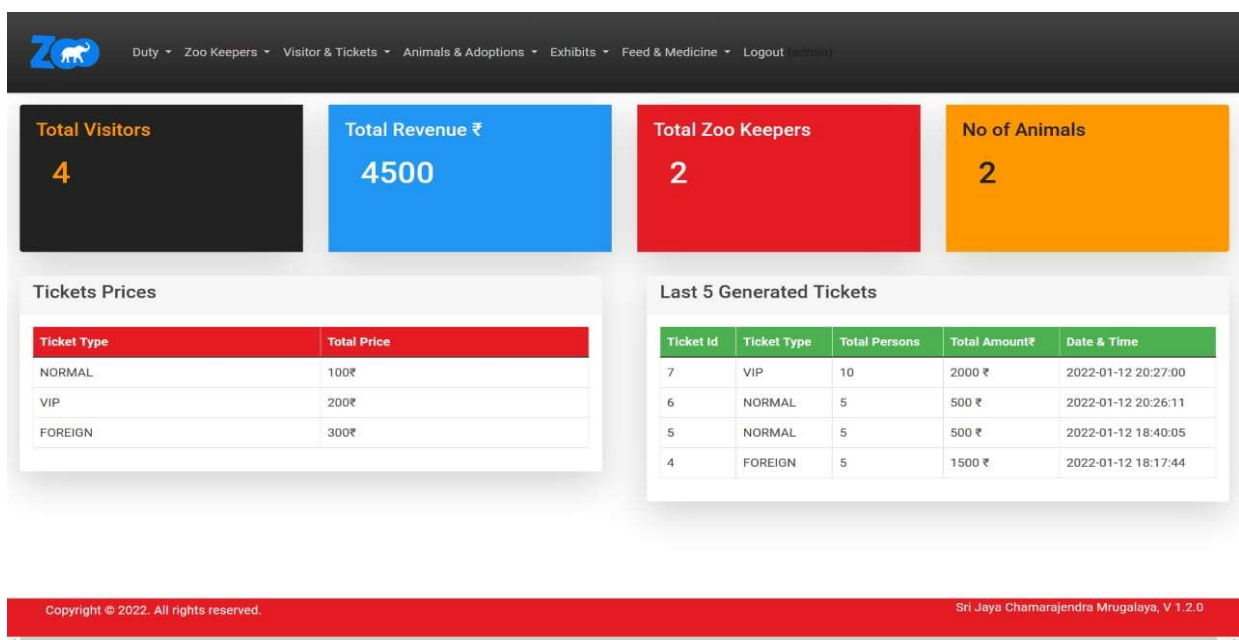 ZOO
Duty Zoo Keepers Visitor & Tickets Animals & Adoptions Exhibits Feed & Medicine Logout (admin)
Total Visitors
4
Total Revenue ₹
4500
Total Zoo Keepers
2
No of Animals
2
Tickets Prices
Ticket Type Total Price
NORMAL 100₹
VIP 200₹
FOREIGN 300₹
Last 5 Generated Tickets
Ticket Id Ticket Type Total Persons Total Amount₹ Date & Time
7 VIP 10 2000 ₹ 2022-01-12 20:27:00
6 NORMAL 5 500 ₹ 2022-01-12 20:26:11
5 NORMAL 5 500 ₹ 2022-01-12 18:40:05
4 FOREIGN 5 1500 ₹ 2022-01-12 18:17:44
Copyright © 2022. All rights reserved. Sri Jaya Chamarajendra Mrugalaya, V 1.2.0